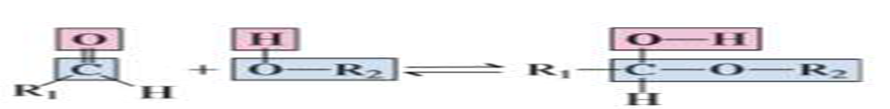 O H O—H
C + O—R₂ ⇌ R₁—C—O—R₂
R₁ H H